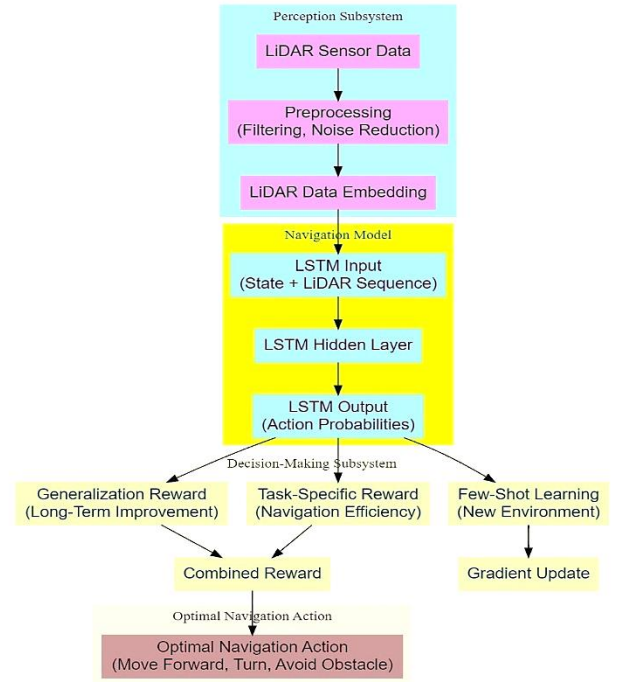 Perception Subsystem
LiDAR Sensor Data
Preprocessing
(Filtering, Noise Reduction)
LiDAR Data Embedding
Navigation Model
LSTM Input
(State + LiDAR Sequence)
LSTM Hidden Layer
LSTM Output
(Action Probabilities)
Decision-Making Subsystem
Generalization Reward
(Long-Term Improvement)
Task-Specific Reward
(Navigation Efficiency)
Few-Shot Learning
(New Environment)
Combined Reward
Gradient Update
Optimal Navigation Action
Optimal Navigation Action
(Move Forward, Turn, Avoid Obstacle)